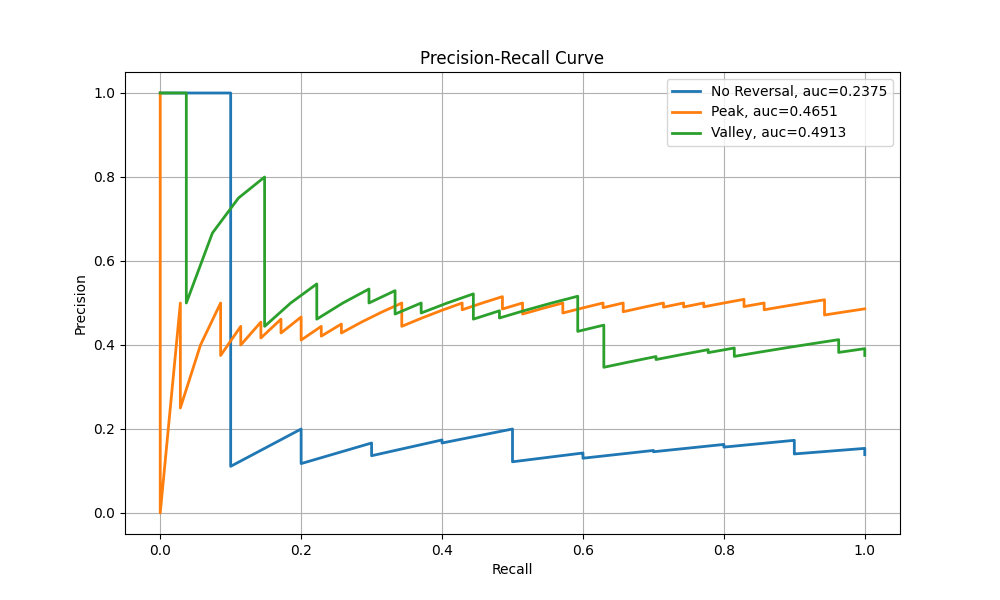 Precision-Recall Curve
No Reversal, auc=0.2375
Peak, auc=0.4651
Valley, auc=0.4913
Precision
1.0
0.8
0.6
0.4
0.2
0.0
0.0 0.2 0.4 0.6 0.8 1.0
Recall